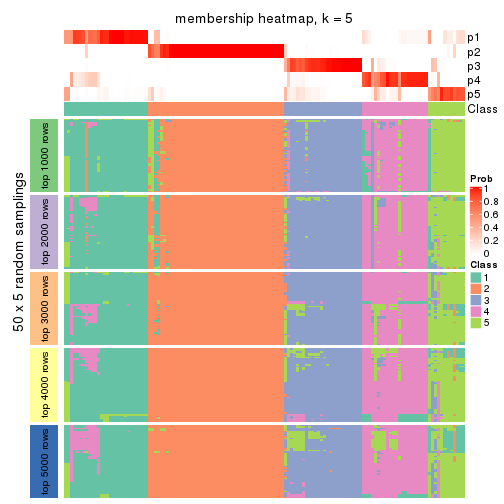 membership heatmap, k = 5
p1
p2
p3
p4
p5
Class
50 x 5 random samplings
top 1000 rows
top 2000 rows
top 3000 rows
top 4000 rows
top 5000 rows
Prob
1
0.8
0.6
0.4
0.2
0
Class
1
2
3
4
5